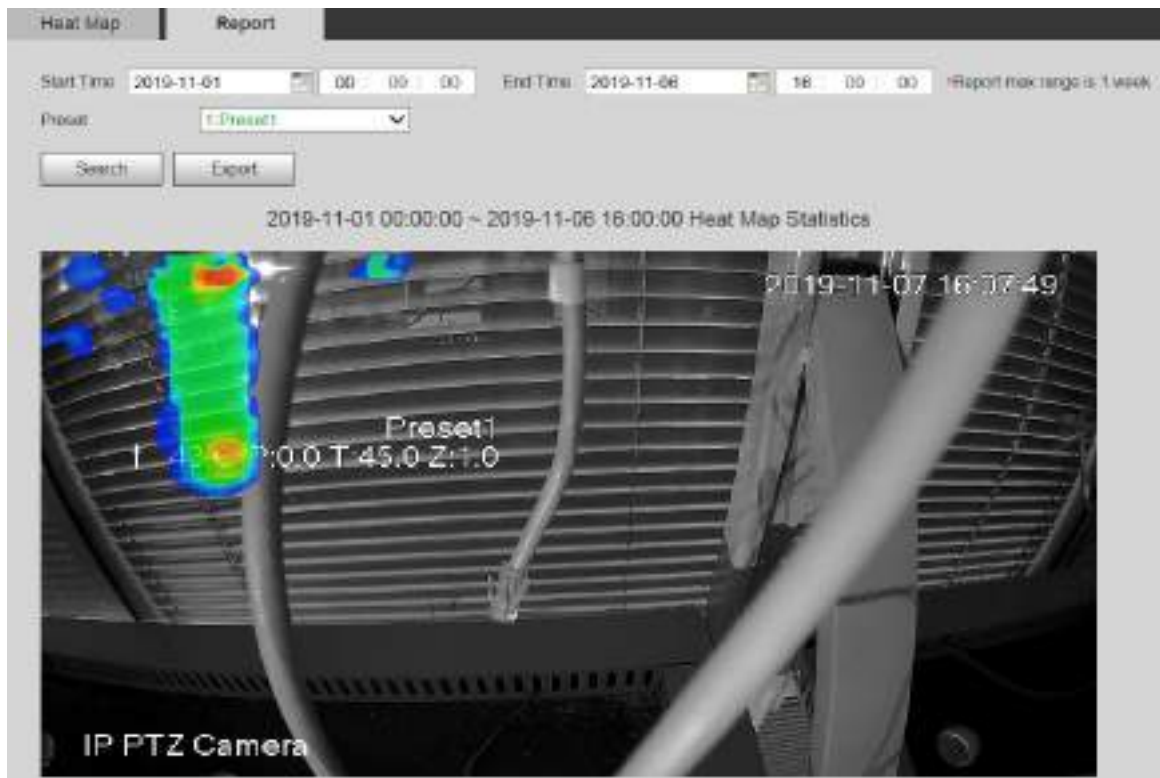 Heat Map Report
Start Time 2019-11-01 00 : 00 : 00 End Time 2019-11-06 16 : 00 : 00 *Report max range is 1 week
Preset 1:Preset1
Search Export
2019-11-01 00:00:00 ~ 2019-11-06 16:00:00 Heat Map Statistics
2019-11-07 16:07:49
Preset1
:0.0 T:45.0 Z:1.0
IP PTZ Camera